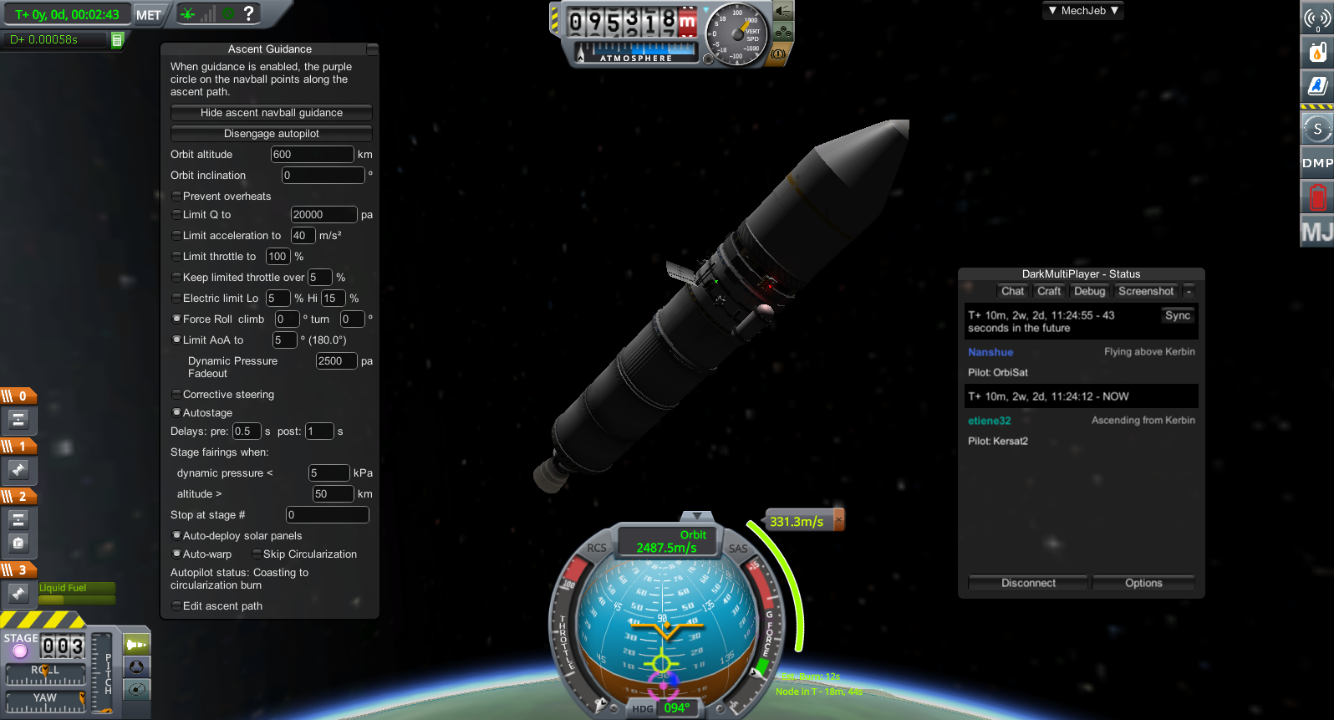 T+ 0y, 0d, 00:02:43
MET
?
D+ 0.00058s
Ascent Guidance
When guidance is enabled, the purple
circle on the navball points along the
ascent path.
Hide ascent navball guidance
Disengage autopilot
Orbit altitude 600 km
Orbit inclination 0 º
Prevent overheats
Limit Q to 20000 pa
Limit acceleration to 40 m/s²
Limit throttle to 100 %
Keep limited throttle over 5 %
Electric limit Lo 5 % Hi 15 %
Force Roll climb 0 º turn 0 º
Limit AoA to 5 º (180.0°)
Dynamic Pressure
Fadeout 2500 pa
Corrective steering
Autostage
Delays: pre: 0.5 s post: 1 s
Stage fairings when:
dynamic pressure < 5 kPa
altitude > 50 km
Stop at stage # 0
Auto-deploy solar panels
Auto-warp Skip Circularization
Autopilot status: Coasting to
circularization burn
Edit ascent path
0
1
2
3
Liquid Fuel
STAGE 003
ROLL
YAW
PITCH
095318m
ATMOSPHERE
VERT
SPD
▼ MechJeb ▼
0
S
DMP
MJ
DarkMultiPlayer - Status
Chat Craft Debug Screenshot -
T+ 10m, 2w, 2d, 11:24:55 - 43
seconds in the future
Sync
Nanshue Flying above Kerbin
Pilot: OrbiSat
T+ 10m, 2w, 2d, 11:24:12 - NOW
etiene32 Ascending from Kerbin
Pilot: Kersat2
Disconnect Options
331.3m/s
Orbit
2487.5m/s
RCS
SAS
THROTTLE
G FORCE
HDG 094°
Est. Burn: 12s
Node in T - 18m, 44s